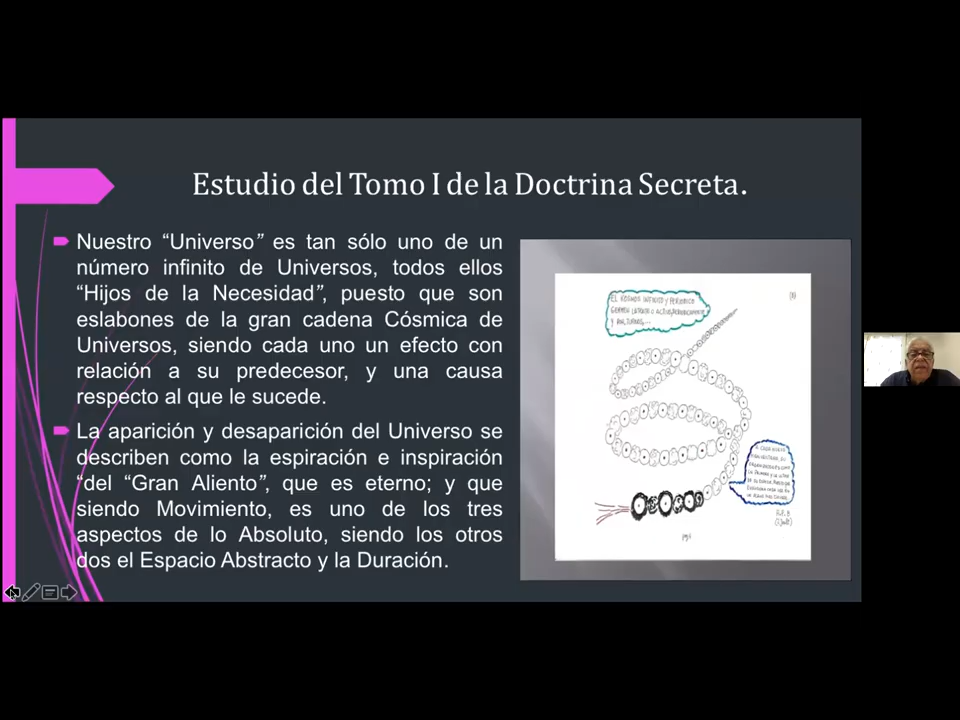 Estudio del Tomo I de la Doctrina Secreta.
Nuestro “Universo” es tan sólo uno de un
número infinito de Universos, todos ellos
“Hijos de la Necesidad”, puesto que son
eslabones de la gran cadena Cósmica de
Universos, siendo cada uno un efecto con
relación a su predecesor, y una causa
respecto al que le sucede.
La aparición y desaparición del Universo se
describen como la espiración e inspiración
“del “Gran Aliento”, que es eterno; y que
siendo Movimiento, es uno de los tres
aspectos de lo Absoluto, siendo los otros
dos el Espacio Abstracto y la Duración.
EL KOSMOS INFINITO Y PERIODICO